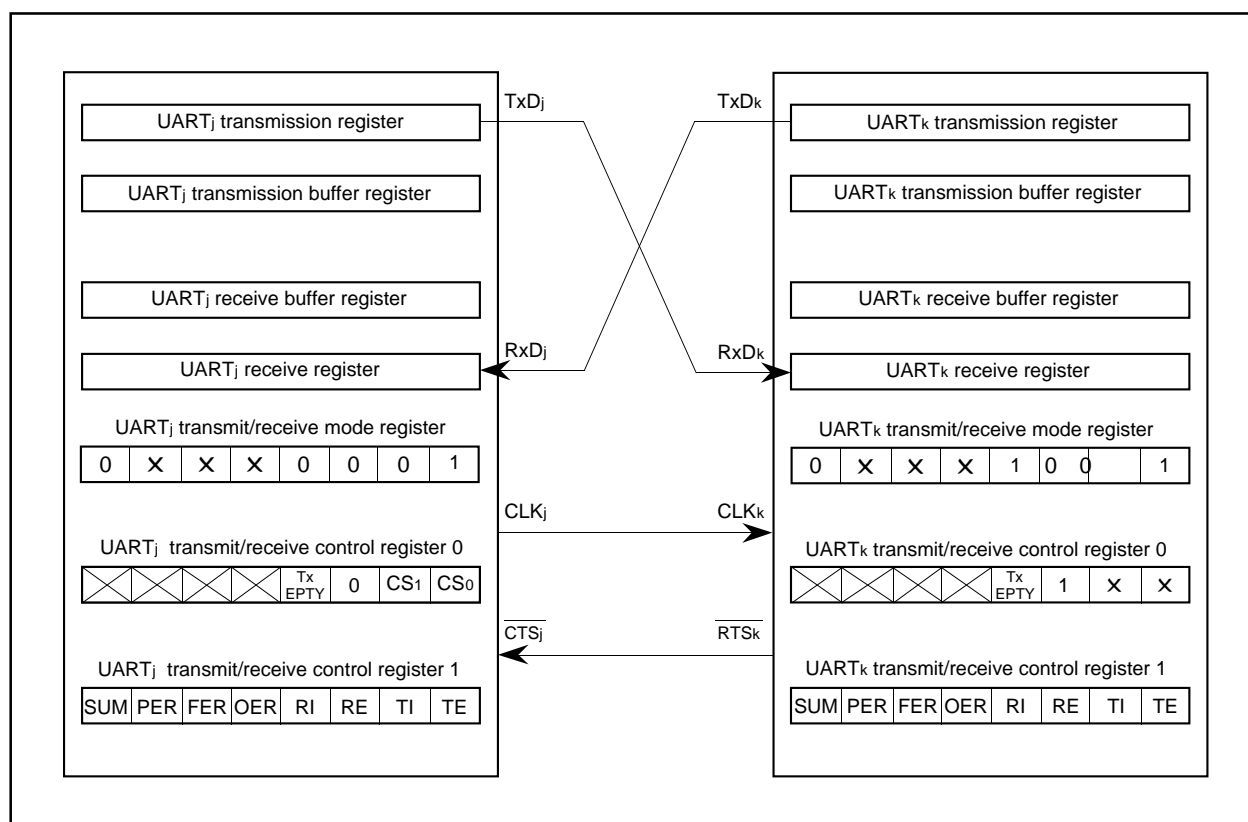 TxDj
TxDk
UARTj transmission register
UARTk transmission register
UARTj transmission buffer register
UARTk transmission buffer register
UARTj receive buffer register
UARTk receive buffer register
RxDj
RxDk
UARTj receive register
UARTk receive register
UARTj transmit/receive mode register
UARTk transmit/receive mode register
0 × × × 0 0 0 1
0 × × × 1 0 0 1
CLKj
CLKk
UARTj transmit/receive control register 0
UARTk transmit/receive control register 0
Tx EPTY 0 CS1 CS0
Tx EPTY 1 × ×
CTSj
RTSk
UARTj transmit/receive control register 1
UARTk transmit/receive control register 1
SUM PER FER OER RI RE TI TE
SUM PER FER OER RI RE TI TE